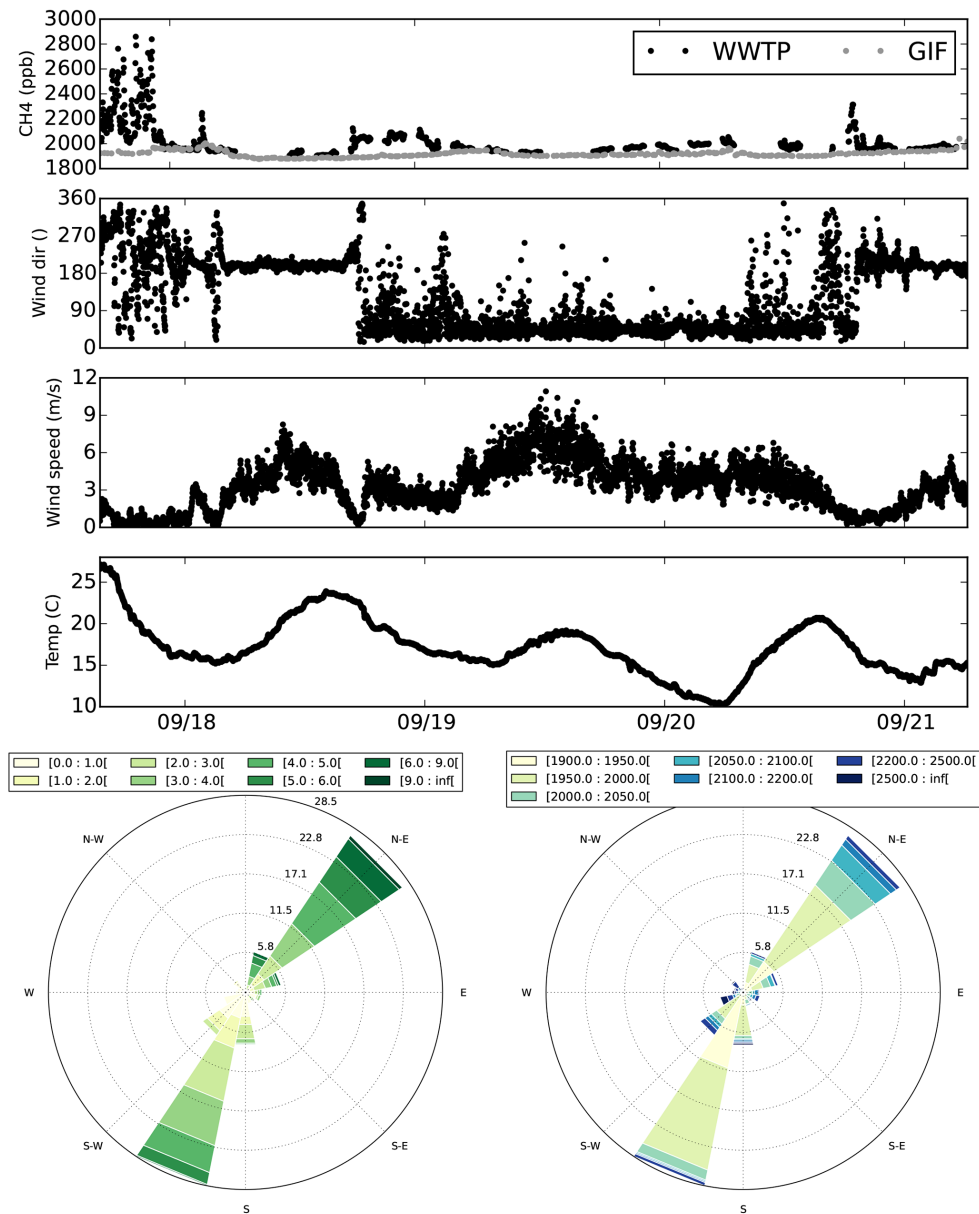 3000
2800
2600
2400
2200
2000
1800
CH4 (ppb)
WWTP GIF
360
270
180
90
0
Wind dir ()
12
9
6
3
0
Wind speed (m/s)
25
20
15
10
Temp (C)
09/18 09/19 09/20 09/21
[0.0 : 1.0[ [2.0 : 3.0[ [4.0 : 5.0[ [6.0 : 9.0[
[1.0 : 2.0[ [3.0 : 4.0[ [5.0 : 6.0[ [9.0 : inf[
28.5
22.8
17.1
11.5
5.8
N-W
N-E
W
E
S-W
S-E
S
[1900.0 : 1950.0[ [2050.0 : 2100.0[ [2200.0 : 2500.0[
[1950.0 : 2000.0[ [2100.0 : 2200.0[ [2500.0 : inf[
[2000.0 : 2050.0[
22.8
17.1
11.5
5.8
N-W
N-E
W
E
S-W
S-E
S